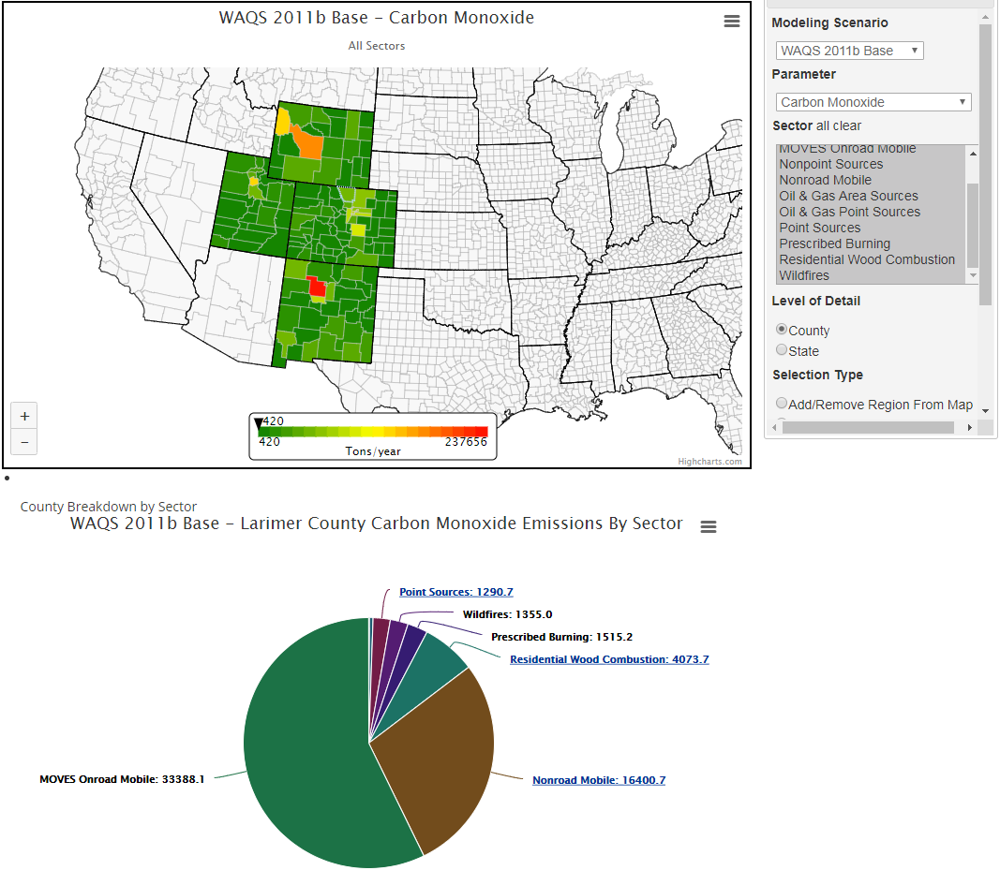 WAQS 2011b Base - Carbon Monoxide
All Sectors
+
-
420
420 237656
Tons/year
Highcharts.com
Modeling Scenario
WAQS 2011b Base
Parameter
Carbon Monoxide
Sector all clear
MOVES Onroad Mobile
Nonpoint Sources
Nonroad Mobile
Oil & Gas Area Sources
Oil & Gas Point Sources
Point Sources
Prescribed Burning
Residential Wood Combustion
Wildfires
Level of Detail
County
State
Selection Type
Add/Remove Region From Map
County Breakdown by Sector
WAQS 2011b Base - Larimer County Carbon Monoxide Emissions By Sector
Point Sources: 1290.7
Wildfires: 1355.0
Prescribed Burning: 1515.2
Residential Wood Combustion: 4073.7
MOVES Onroad Mobile: 33388.1
Nonroad Mobile: 16400.7